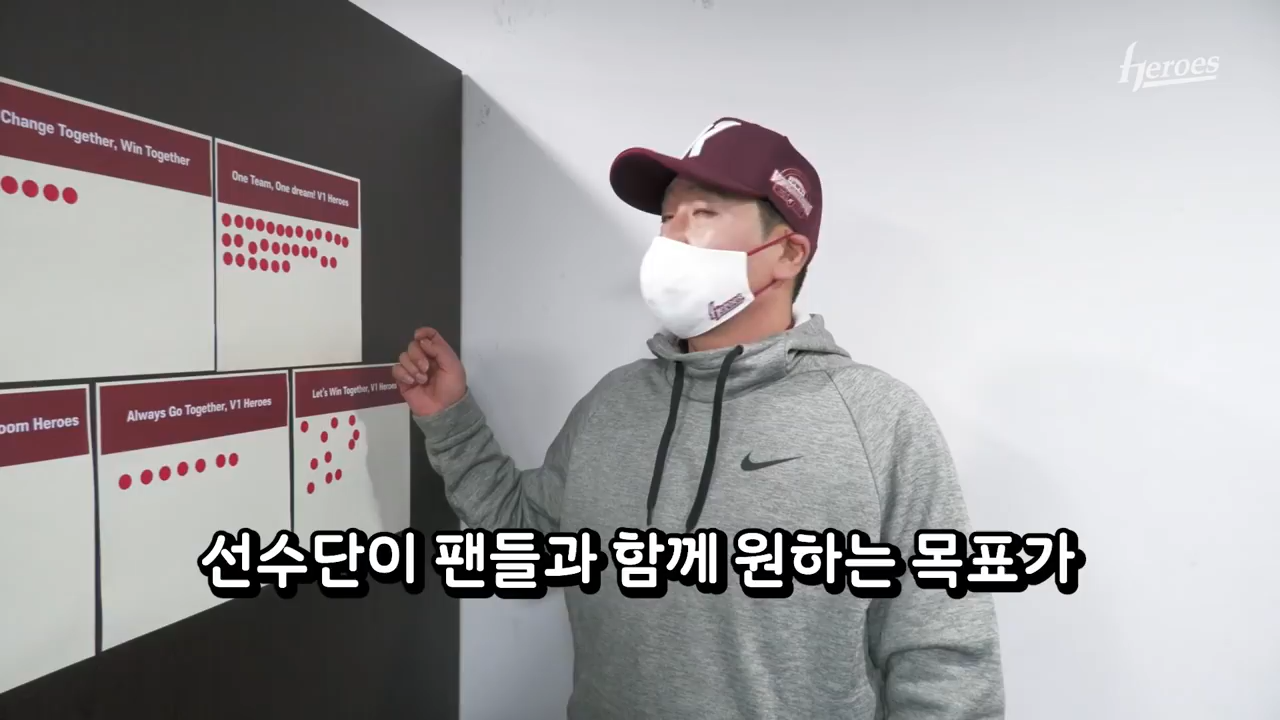 heroes
Change Together, Win Together
One Team, One dream! V1 Heroes
oom Heroes
Always Go Together, V1 Heroes
Let's Win Together, V1 Heroes
K
Heroes
선수단이 팬들과 함께 원하는 목표가